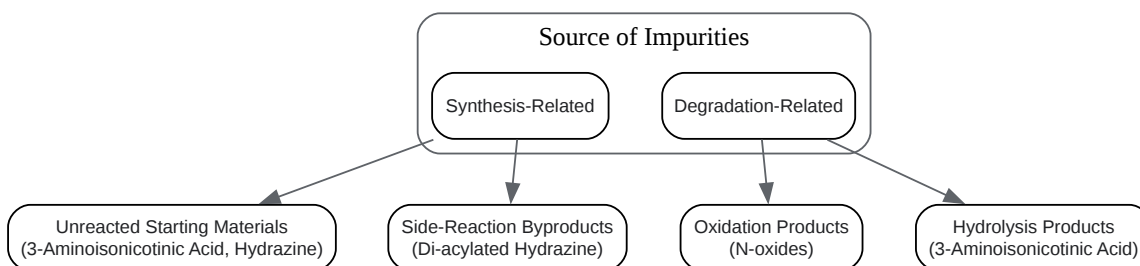 Source of Impurities
Synthesis-Related
Degradation-Related
Unreacted Starting Materials
(3-Aminoisonicotinic Acid, Hydrazine)
Side-Reaction Byproducts
(Di-acylated Hydrazine)
Oxidation Products
(N-oxides)
Hydrolysis Products
(3-Aminoisonicotinic Acid)